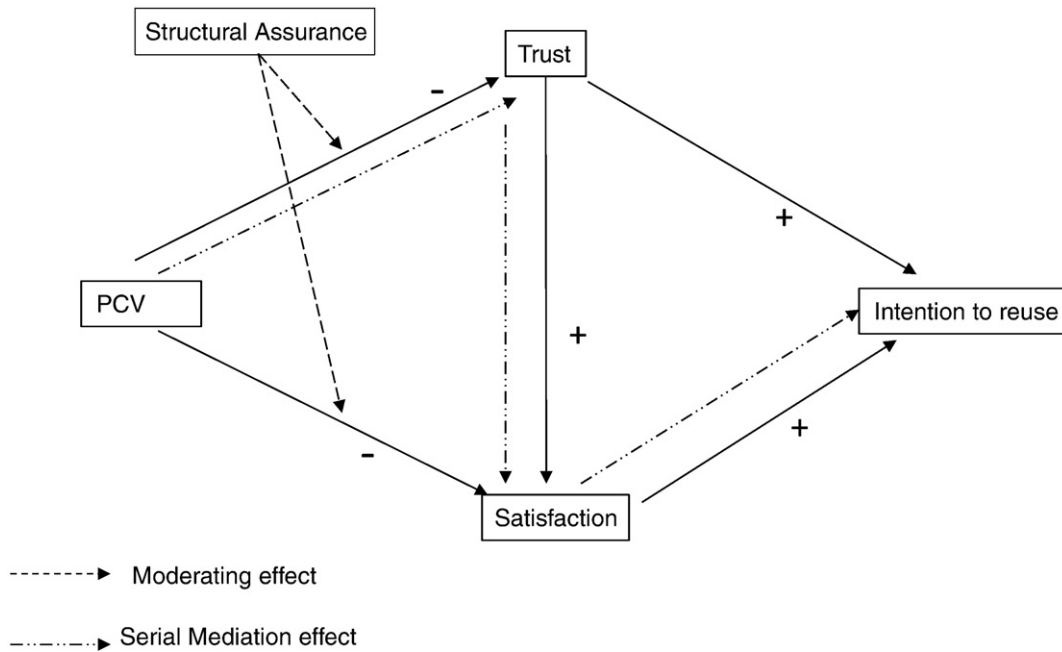 Structural Assurance
Trust
-
+
PCV
Intention to reuse
+
+
-
Satisfaction
Moderating effect
Serial Mediation effect